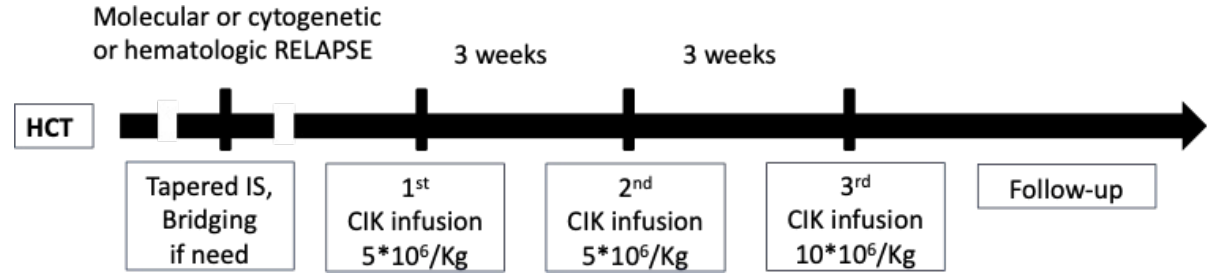 Molecular or cytogenetic
or hematologic RELAPSE
3 weeks
3 weeks
HCT
Tapered IS,
Bridging
if need
1st
CIK infusion
5*10⁶/Kg
2nd
CIK infusion
5*10⁶/Kg
3rd
CIK infusion
10*10⁶/Kg
Follow-up